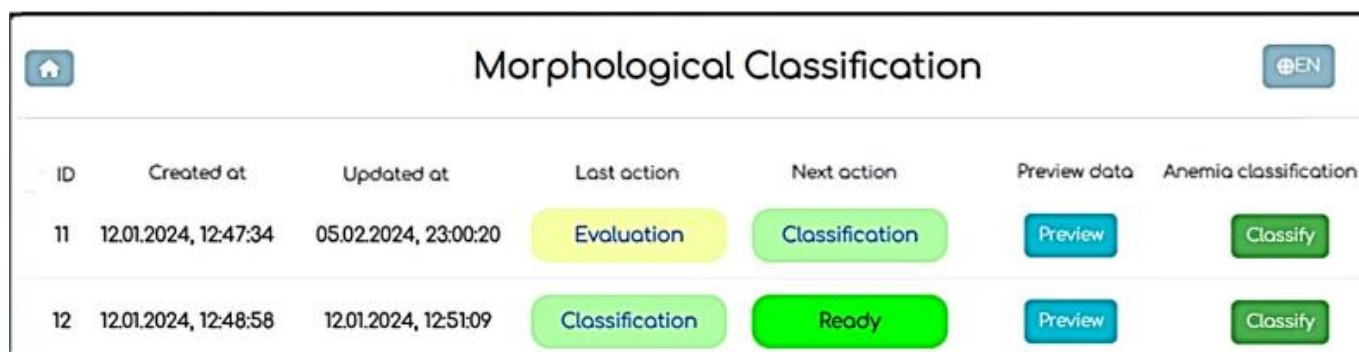 Morphological Classification
EN
ID Created at Updated at Last action Next action Preview data Anemia classification
11 12.01.2024, 12:47:34 05.02.2024, 23:00:20 Evaluation Classification Preview Classify
12 12.01.2024, 12:48:58 12.01.2024, 12:51:09 Classification Ready Preview Classify